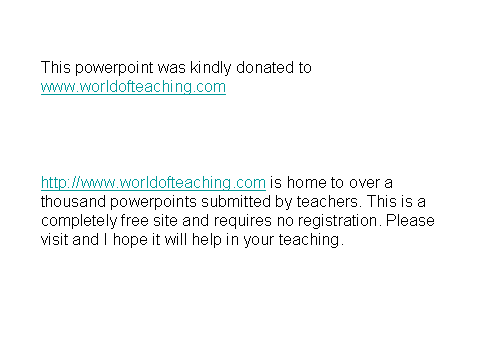 This powerpoint was kindly donated to
www.worldofteaching.com
http://www.worldofteaching.com is home to over a
thousand powerpoints submitted by teachers. This is a
completely free site and requires no registration. Please
visit and I hope it will help in your teaching.